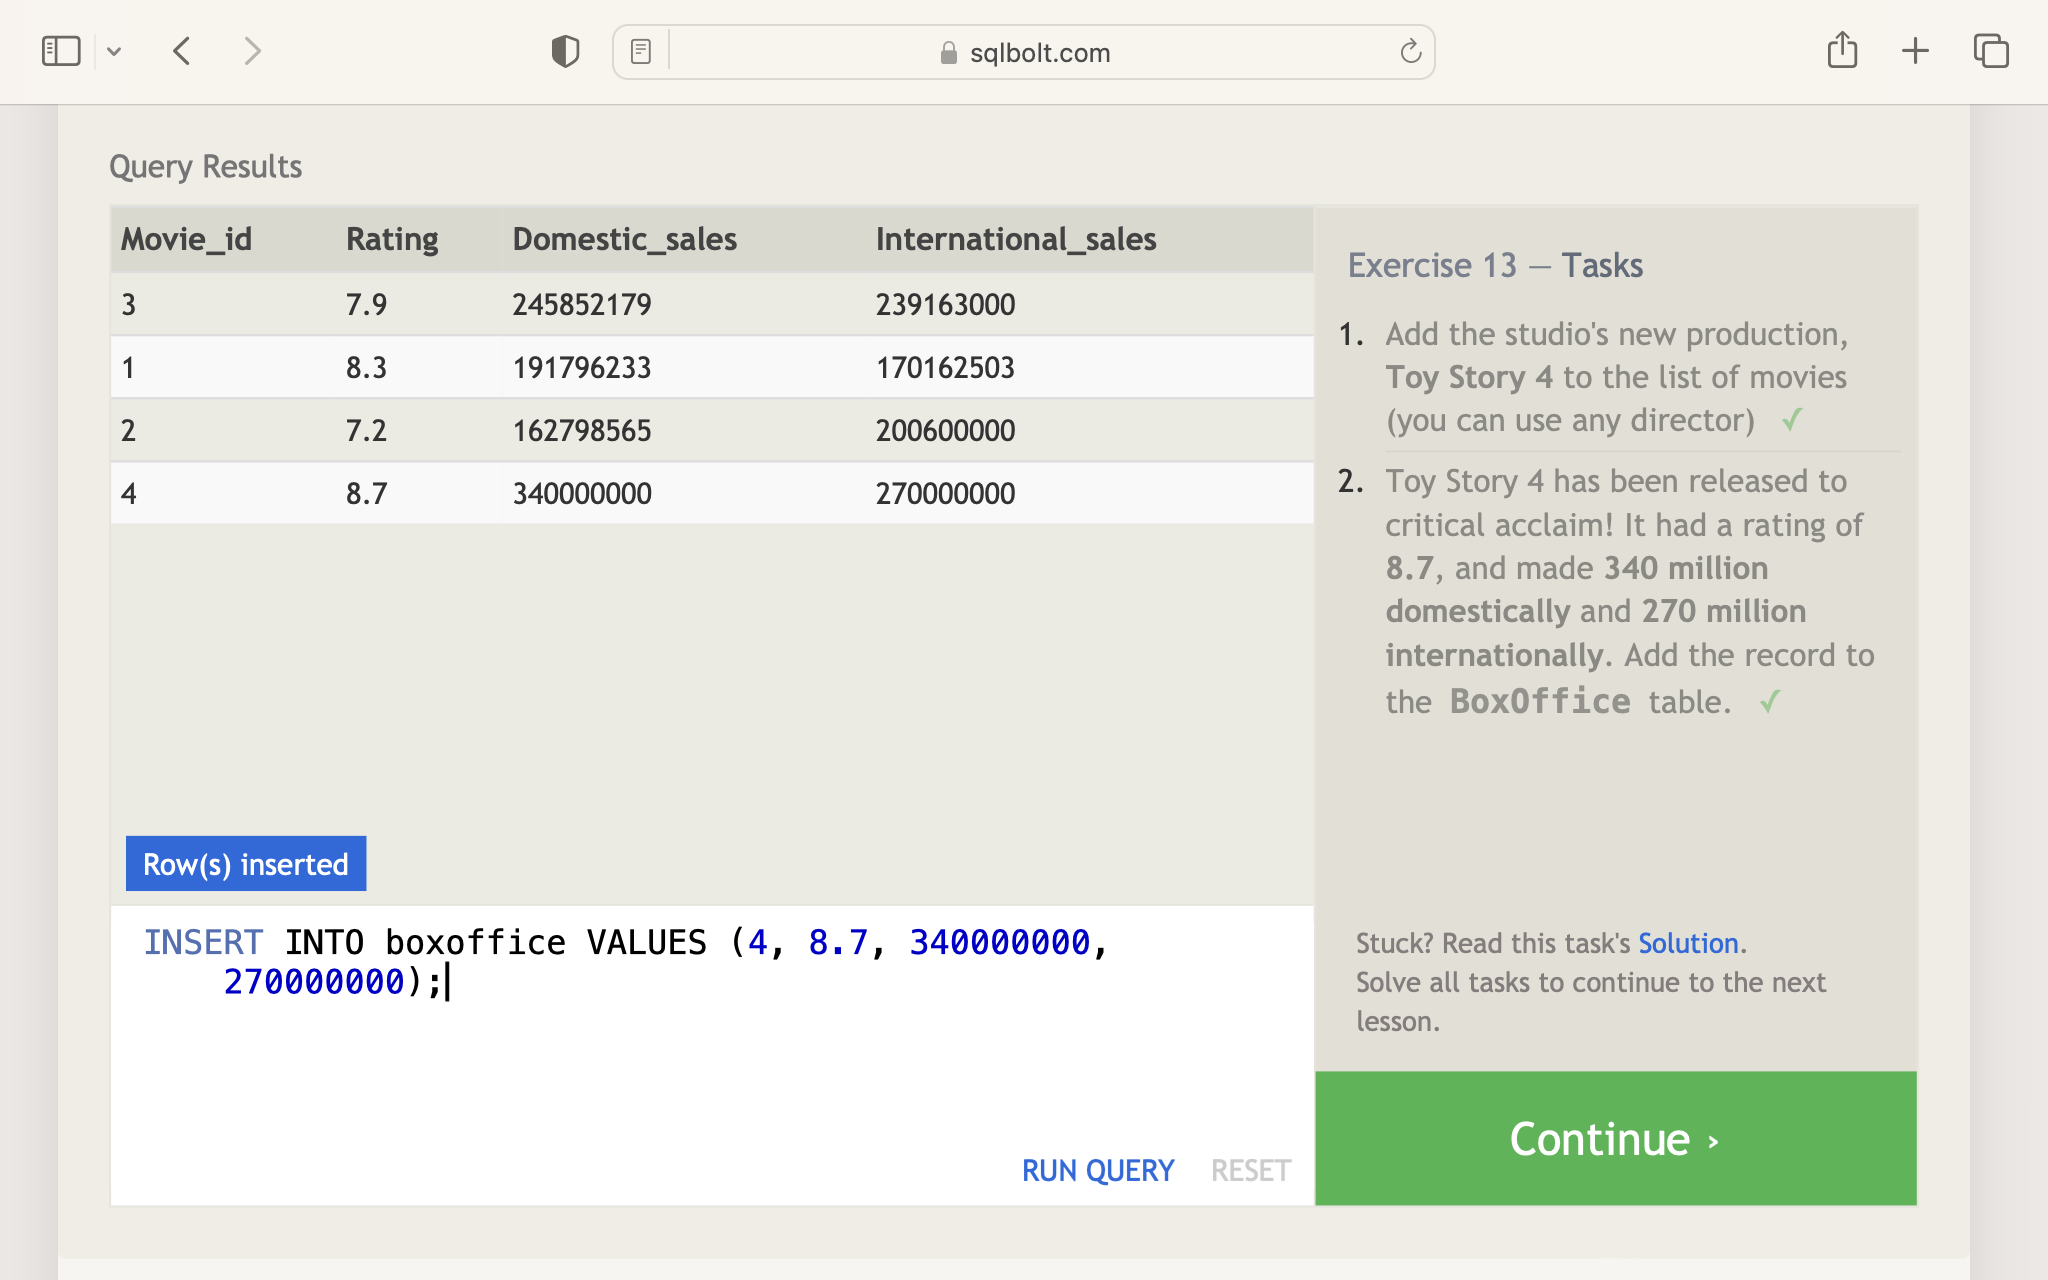 sqlbolt.com
Query Results
Movie_id Rating Domestic_sales International_sales
3 7.9 245852179 239163000
1 8.3 191796233 170162503
2 7.2 162798565 200600000
4 8.7 340000000 270000000
Row(s) inserted
INSERT INTO boxoffice VALUES (4, 8.7, 340000000,
270000000);
RUN QUERY RESET
Exercise 13 — Tasks
1. Add the studio's new production,
Toy Story 4 to the list of movies
(you can use any director) ✓
2. Toy Story 4 has been released to
critical acclaim! It had a rating of
8.7, and made 340 million
domestically and 270 million
internationally. Add the record to
the BoxOffice table. ✓
Stuck? Read this task's Solution.
Solve all tasks to continue to the next
lesson.
Continue ›